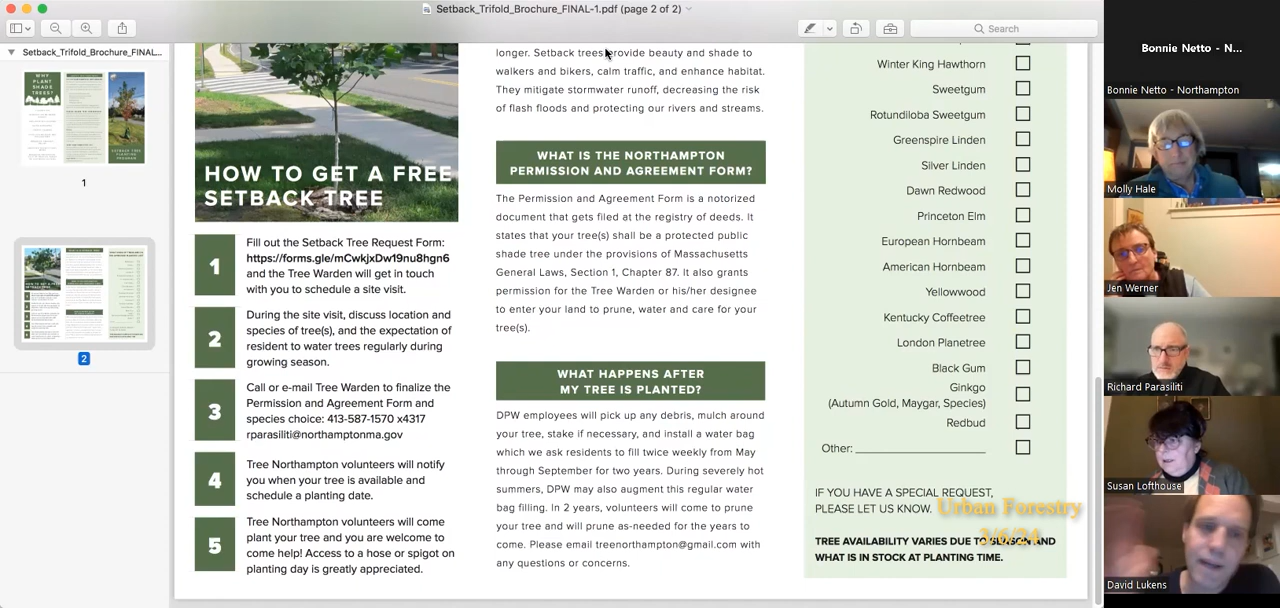 Setback_Trifold_Brochure_FINAL-1.pdf (page 2 of 2)
Search
Setback_Trifold_Brochure_FINAL...
WHY
PLANT
SHADE
TREES?
1
2
HOW TO GET A FREE
SETBACK TREE
1
Fill out the Setback Tree Request Form:
https://forms.gle/mCwkjxDw19nu8hgn6
and the Tree Warden will get in touch
with you to schedule a site visit.
2
During the site visit, discuss location and
species of tree(s), and the expectation of
resident to water trees regularly during
growing season.
3
Call or e-mail Tree Warden to finalize the
Permission and Agreement Form and
species choice: 413-587-1570 x4317
rparasiliti@northamptonma.gov
4
Tree Northampton volunteers will notify
you when your tree is available and
schedule a planting date.
5
Tree Northampton volunteers will come
plant your tree and you are welcome to
come help! Access to a hose or spigot on
planting day is greatly appreciated.
longer. Setback trees provide beauty and shade to
walkers and bikers, calm traffic, and enhance habitat.
They mitigate stormwater runoff, decreasing the risk
of flash floods and protecting our rivers and streams.
WHAT IS THE NORTHAMPTON
PERMISSION AND AGREEMENT FORM?
The Permission and Agreement Form is a notorized
document that gets filed at the registry of deeds. It
states that your tree(s) shall be a protected public
shade tree under the provisions of Massachusetts
General Laws, Section 1, Chapter 87. It also grants
permission for the Tree Warden or his/her designee
to enter your land to prune, water and care for your
tree(s).
WHAT HAPPENS AFTER
MY TREE IS PLANTED?
DPW employees will pick up any debris, mulch around
your tree, stake if necessary, and install a water bag
which we ask residents to fill twice weekly from May
through September for two years. During severely hot
summers, DPW may also augment this regular water
bag filling. In 2 years, volunteers will come to prune
your tree and will prune as-needed for the years to
come. Please email treenorthampton@gmail.com with
any questions or concerns.
Winter King Hawthorn
Sweetgum
Rotundiloba Sweetgum
Greenspire Linden
Silver Linden
Dawn Redwood
Princeton Elm
European Hornbeam
American Hornbeam
Yellowwood
Kentucky Coffeetree
London Planetree
Black Gum
Ginkgo
(Autumn Gold, Maygar, Species)
Redbud
Other:
IF YOU HAVE A SPECIAL REQUEST,
PLEASE LET US KNOW.
Urban Forestry
3/6/24
TREE AVAILABILITY VARIES DUE TO SEASON AND
WHAT IS IN STOCK AT PLANTING TIME.
Bonnie Netto - N...
Bonnie Netto - Northampton
Molly Hale
Jen Werner
Richard Parasiliti
Susan Lofthouse
David Lukens